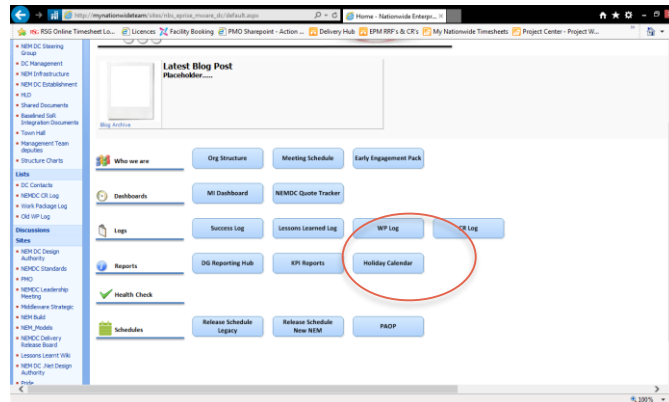 http://mynationwideteam/sites/nbs_eprise_mware_dc/default.aspx
Home - Nationwide Enterpr...
RSG Online Timesheet Lo...
Licences
Facility Booking
PMO Sharepoint - Action ...
Delivery Hub
EPM RRF's & CR's
My Nationwide Timesheets
Project Center - Project W...
NEM DC Steering
Group
DC Management
NEM Infrastructure
NEM DC Establishment
HLD
Shared Documents
Baselined Soft
Integration Documents
Town Hall
Management Team
deputies
Structure Charts
Lists
DC Contacts
NEMDC CR Log
Work Package Log
Old WP Log
Discussions
Sites
NEM DC Design
Authority
NEMDC Standards
PMO
NEMDC Leadership
Meeting
Middleware Strategic
NEM Build
NEM_Models
NEMDC Delivery
Release Board
Lessons Learnt Wiki
NEM DC .Net Design
Authority
Pride
Latest Blog Post
Placeholder.....
Blog Archive
Who we are
Org Structure
Meeting Schedule
Early Engagement Pack
Dashboards
MI Dashboard
NEMDC Quote Tracker
Logs
Success Log
Lessons Learned Log
WP Log
CR Log
Reports
DG Reporting Hub
KPI Reports
Holiday Calendar
Health Check
Schedules
Release Schedule
Legacy
Release Schedule
New NEM
PAOP
100%